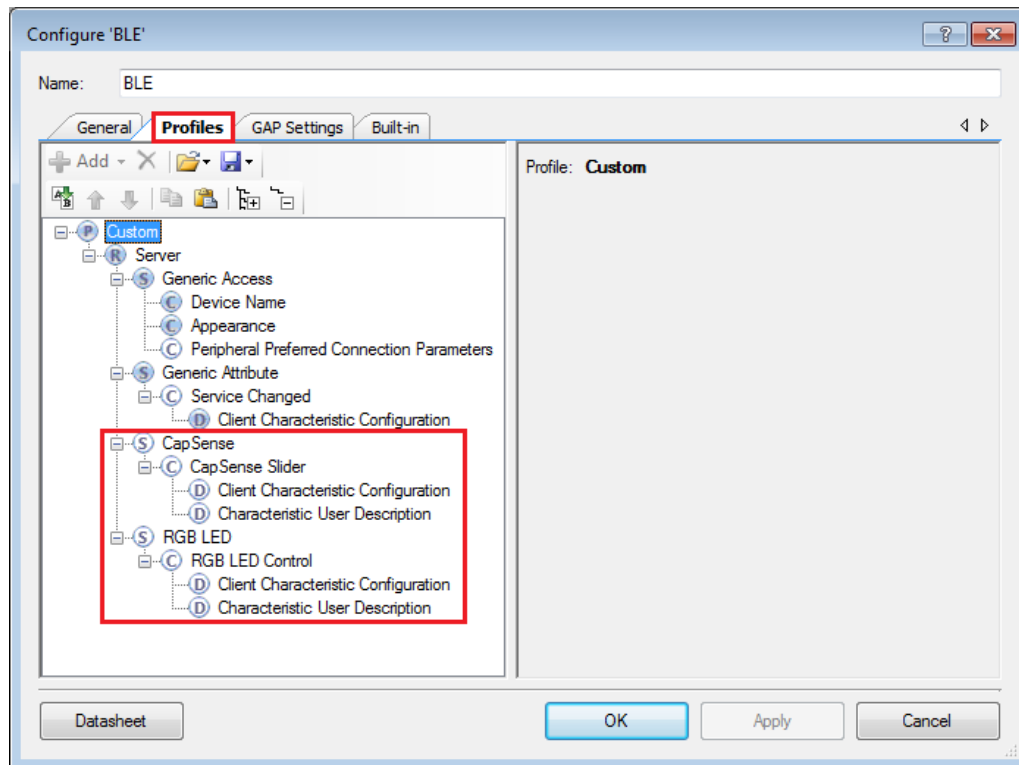 Configure 'BLE'
Name: BLE
General Profiles GAP Settings Built-in
Add
Profile: Custom
P Custom
R Server
S Generic Access
C Device Name
C Appearance
C Peripheral Preferred Connection Parameters
S Generic Attribute
C Service Changed
D Client Characteristic Configuration
S CapSense
C CapSense Slider
D Client Characteristic Configuration
D Characteristic User Description
S RGB LED
C RGB LED Control
D Client Characteristic Configuration
D Characteristic User Description
Datasheet OK Apply Cancel